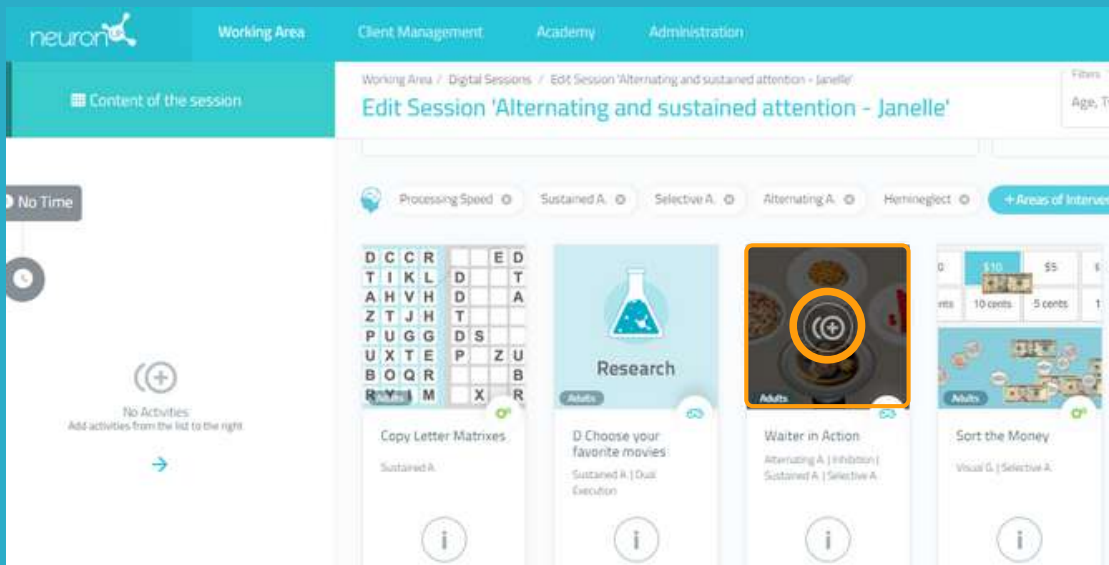 neuronUP
Working Area
Client Management
Academy
Administration
Content of the session
Working Area / Digital Sessions / Edit Session 'Alternating and sustained attention - Janelle'
Edit Session 'Alternating and sustained attention - Janelle'
Filters
Age, T
No Time
Processing Speed
Sustained A.
Selective A.
Alternating A.
Hemineglect
+ Areas of Interve
No Activities
Add activities from the list to the right
D C C R E D
T I K L D T
A H V H D A
Z T J H T
P U G G D S
U X T E P Z U
B O Q R B
R Y I M X R
Adults
Copy Letter Matrixes
Sustained A.
Research
Adults
D Choose your
favorite movies
Sustained A. | Dual
Execution
Adults
Waiter in Action
Alternating A. | Inhibition |
Sustained A. | Selective A.
$10
$5
10 cents
5 cents
Adults
Sort the Money
Visual G. | Selective A.